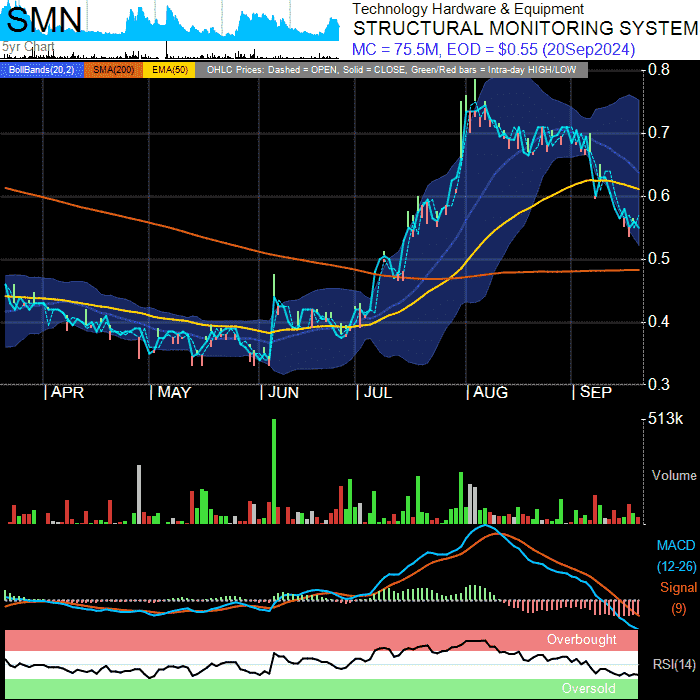 SMN
5yr Chart
Technology Hardware & Equipment
STRUCTURAL MONITORING SYSTEM
MC = 75.5M, EOD = $0.55 (20Sep2024)
BollBands(20,2) SMA(200) EMA(50) OHLC Prices: Dashed = OPEN, Solid = CLOSE, Green/Red bars = Intra-day HIGH/LOW
0.8
0.7
0.6
0.5
0.4
0.3
APR MAY JUN JUL AUG SEP
513k
Volume
MACD
(12-26)
Signal
(9)
Overbought
RSI(14)
Oversold